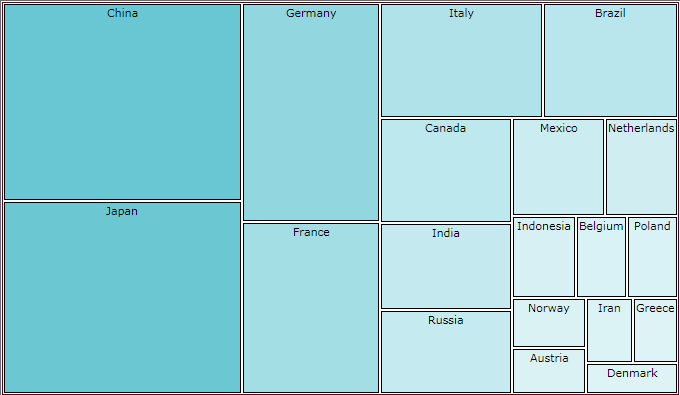 China
Germany
Italy
Brazil
Canada
Mexico
Netherlands
Japan
France
India
Indonesia
Belgium
Poland
Russia
Norway
Iran
Greece
Austria
Denmark